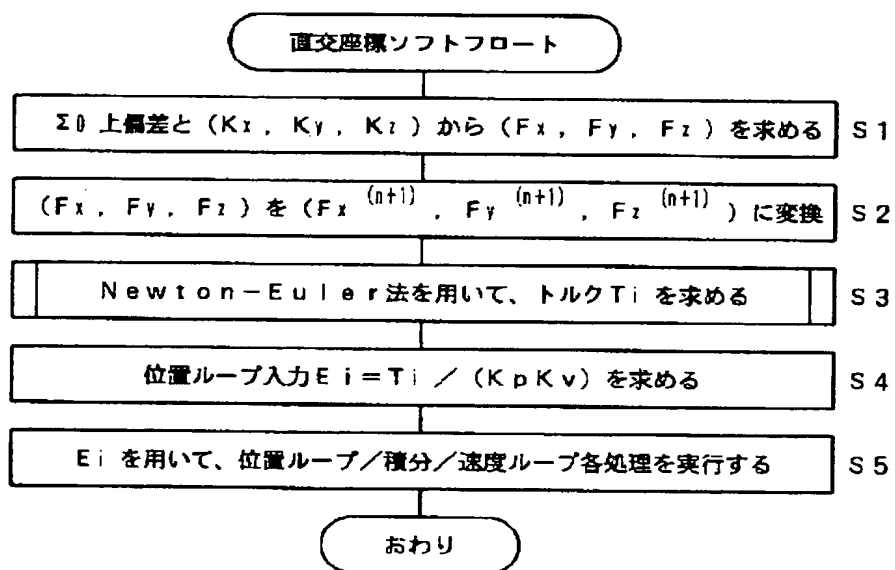 直交座標ソフトフロート
Σ0 上偏差と（Kx，Ky，Kz）から（Fx，Fy，Fz）を求める S1
（Fx，Fy，Fz）を（Fx (n+1)，Fy (n+1)，Fz (n+1)）に変換 S2
Newton－Euler法を用いて、トルクTi を求める S3
位置ループ入力Ei＝Ti ／（KpKv）を求める S4
Ei を用いて、位置ループ／積分／速度ループ各処理を実行する S5
おわり